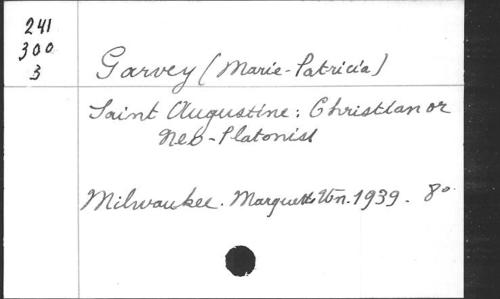 241
300
3
Garvey (Marie-Patricia)
Saint Augustine: Christian or
Neo-Platonist
Milwaukee. Marquette Un. 1939. 8°